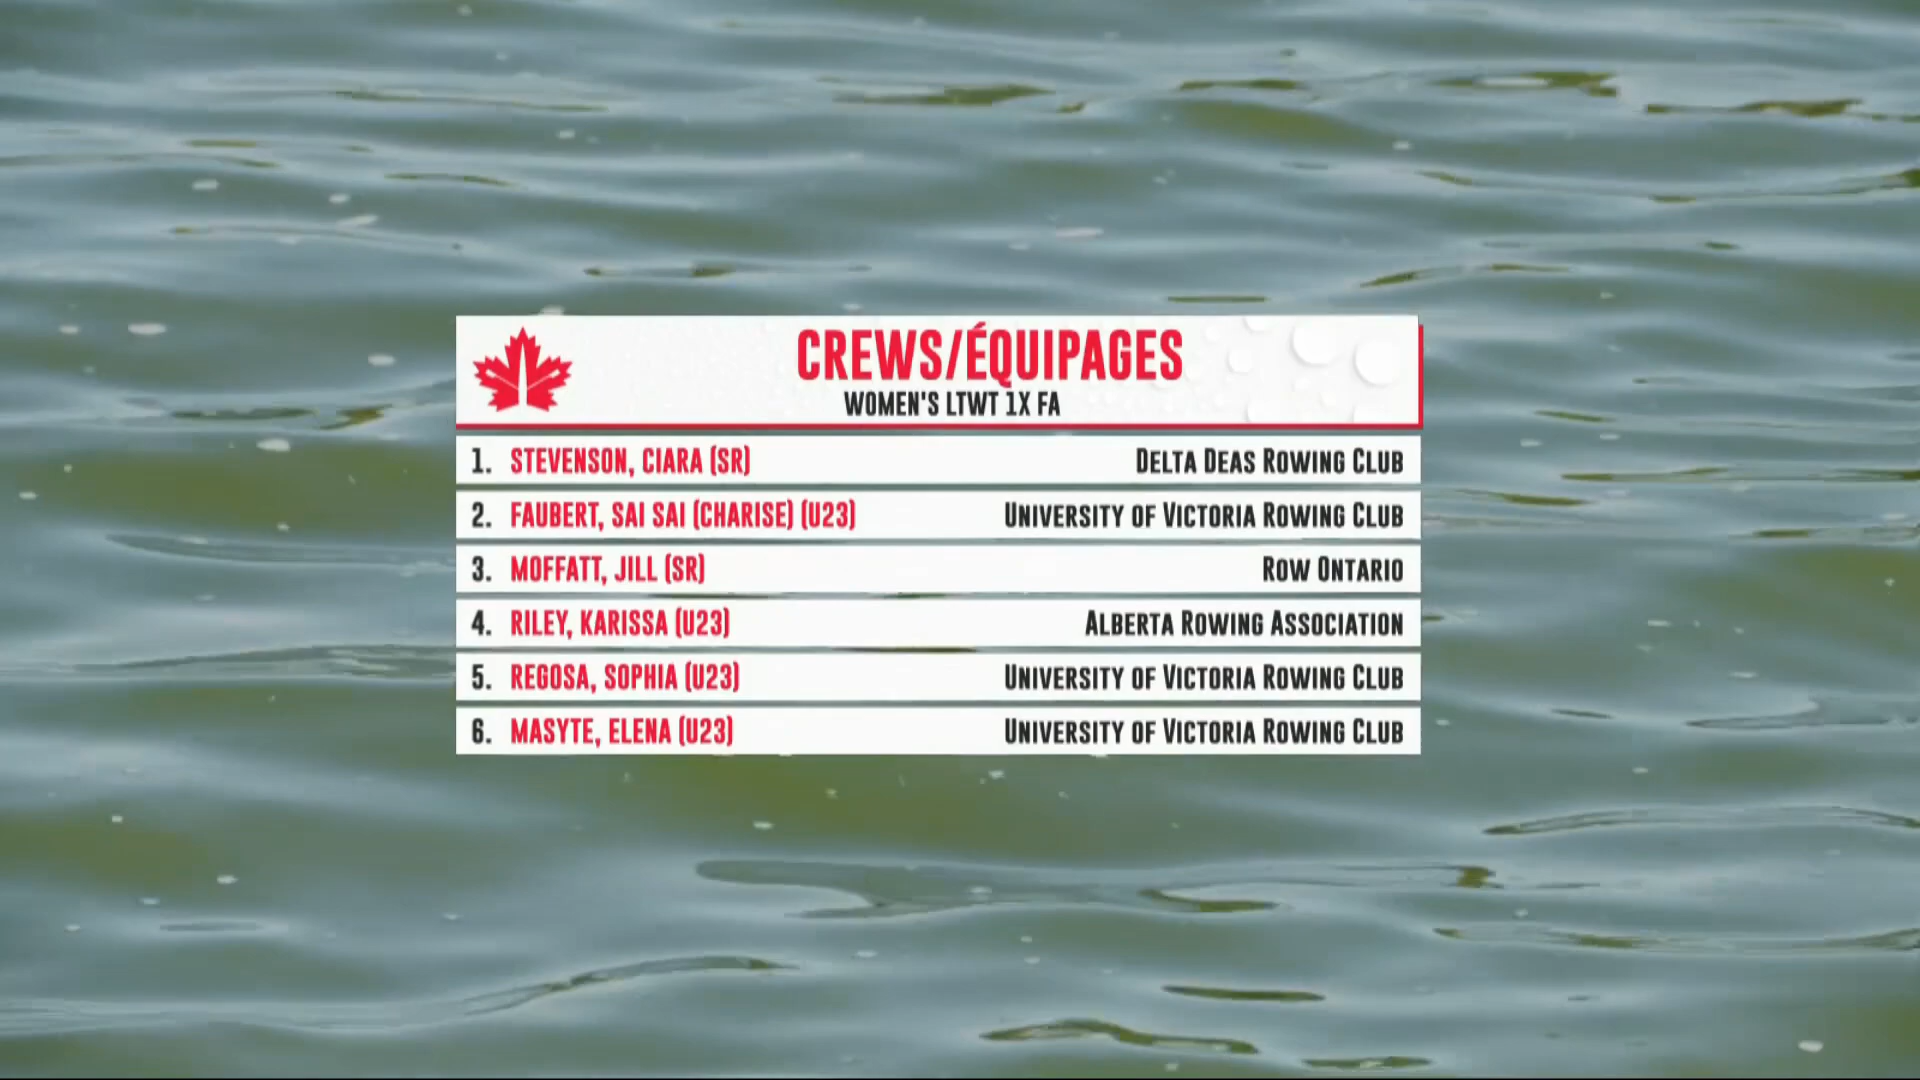 CREWS/ÉQUIPAGES
WOMEN'S LTWT 1X FA
1. STEVENSON, CIARA (SR) DELTA DEAS ROWING CLUB
2. FAUBERT, SAI SAI (CHARISE) (U23) UNIVERSITY OF VICTORIA ROWING CLUB
3. MOFFATT, JILL (SR) ROW ONTARIO
4. RILEY, KARISSA (U23) ALBERTA ROWING ASSOCIATION
5. REGOSA, SOPHIA (U23) UNIVERSITY OF VICTORIA ROWING CLUB
6. MASYTE, ELENA (U23) UNIVERSITY OF VICTORIA ROWING CLUB